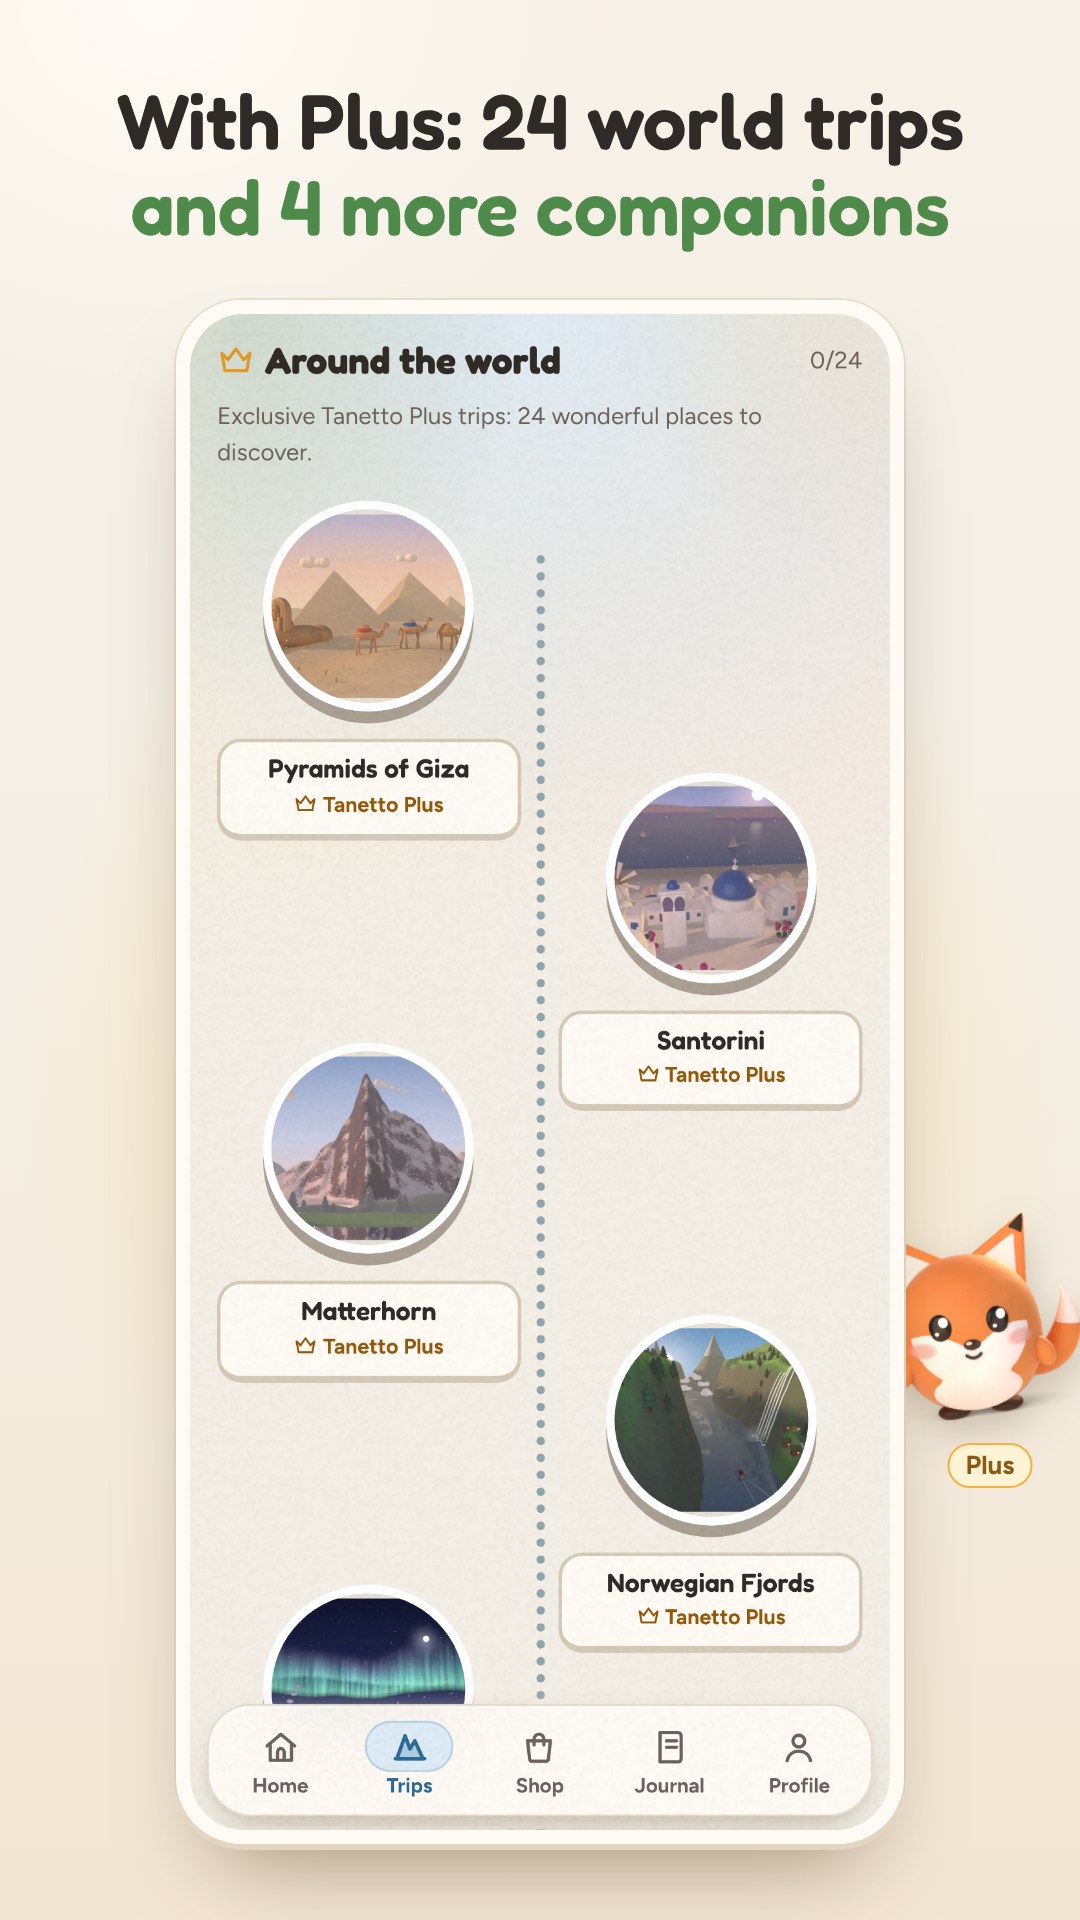 With Plus: 24 world trips
and 4 more companions
Around the world
0/24
Exclusive Tanetto Plus trips: 24 wonderful places to
discover.
Pyramids of Giza
Tanetto Plus
Santorini
Tanetto Plus
Matterhorn
Tanetto Plus
Plus
Norwegian Fjords
Tanetto Plus
Home
Trips
Shop
Journal
Profile